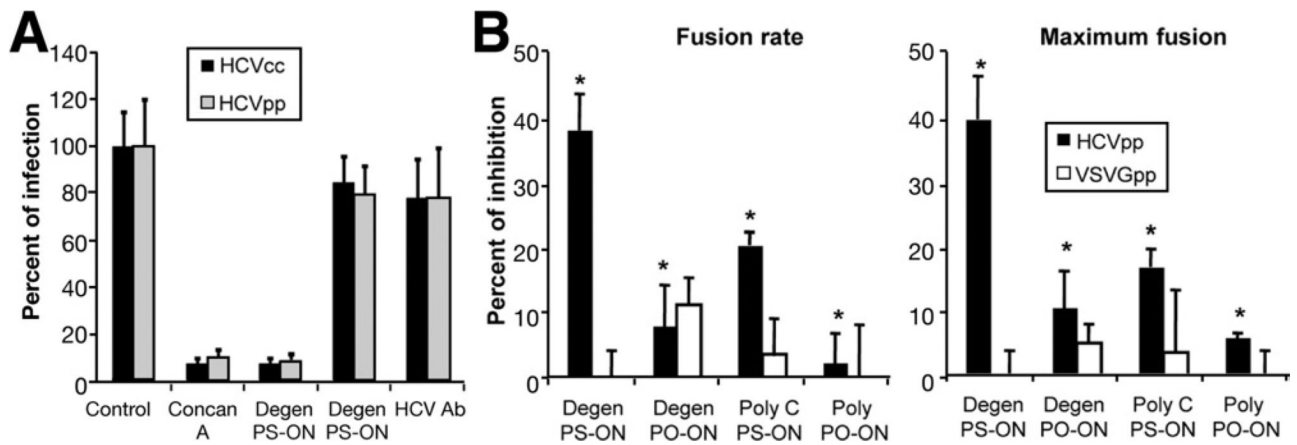 A
Percent of infection
140
120
100
80
60
40
20
0
HCVcc
HCVpp
Control
Concan A
Degen PS-ON
Degen PS-ON
HCV Ab
B
Fusion rate
Percent of inhibition
50
40
30
20
10
0
*
*
*
*
Degen PS-ON
Degen PO-ON
Poly C PS-ON
Poly PO-ON
Maximum fusion
50
40
30
20
10
0
*
*
*
*
HCVpp
VSVGpp
Degen PS-ON
Degen PO-ON
Poly C PS-ON
Poly PO-ON